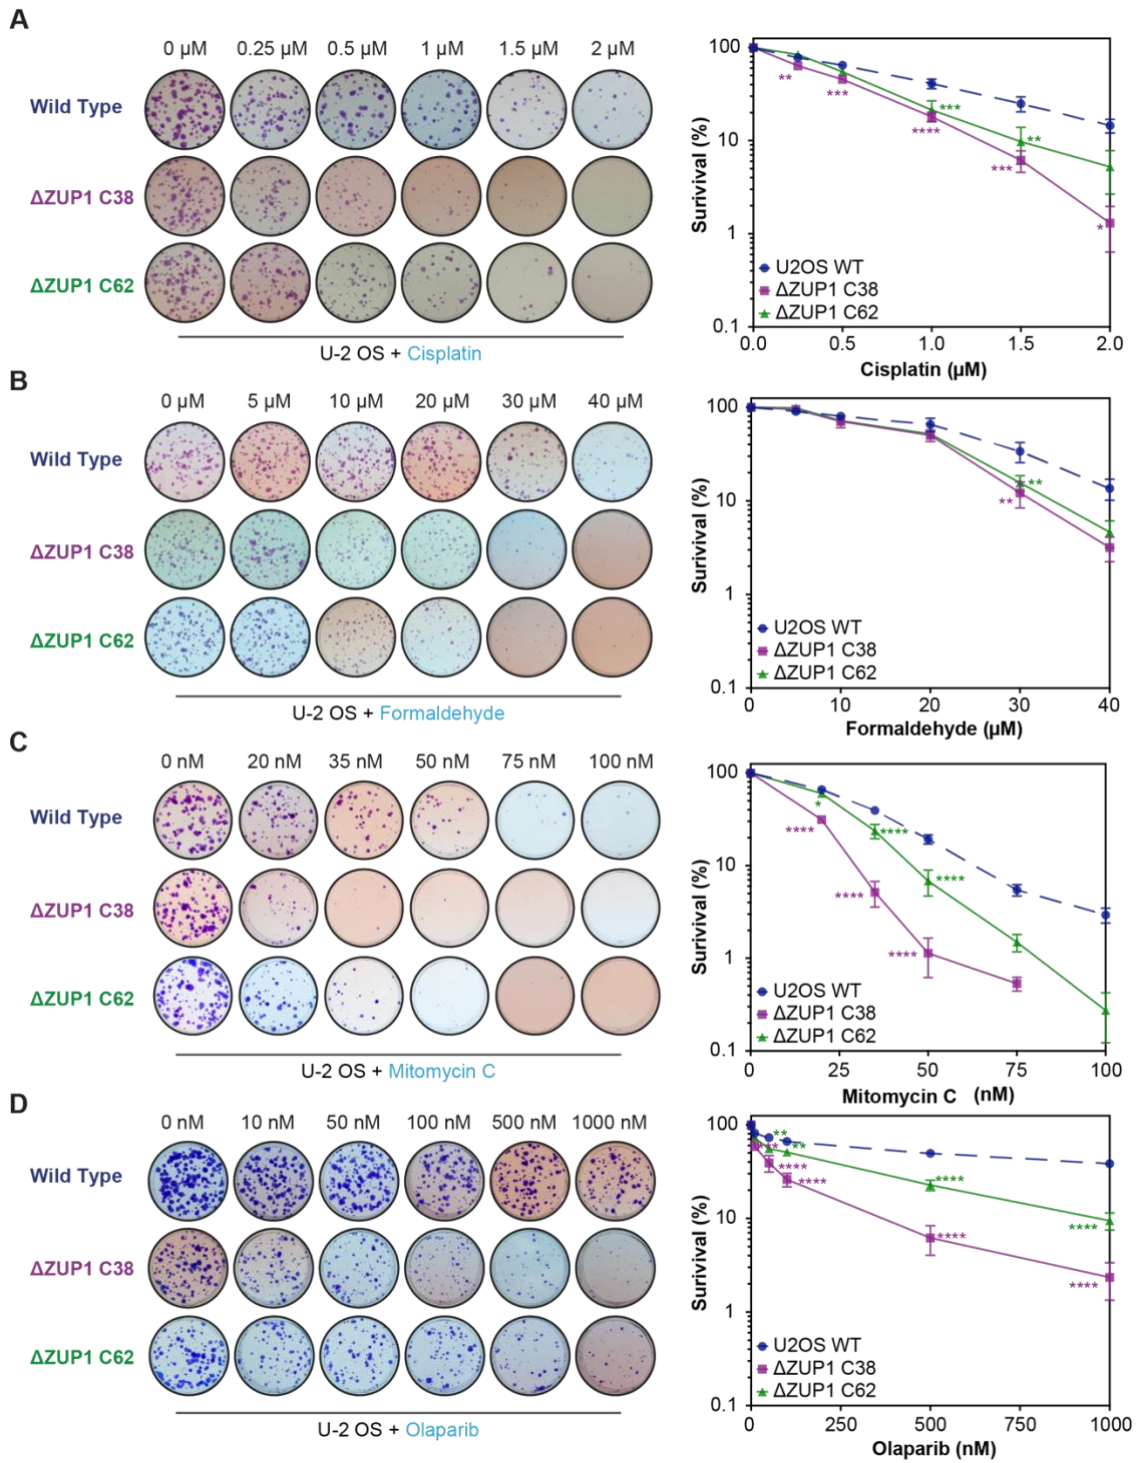 A
0 µM 0.25 µM 0.5 µM 1 µM 1.5 µM 2 µM
Wild Type
ΔZUP1 C38
ΔZUP1 C62
U-2 OS + Cisplatin
Surivival (%)
100
10
1
0.1
** *** **** *** ** *** *
U2OS WT
ΔZUP1 C38
ΔZUP1 C62
0.0 0.5 1.0 1.5 2.0
Cisplatin (µM)
B
0 µM 5 µM 10 µM 20 µM 30 µM 40 µM
Wild Type
ΔZUP1 C38
ΔZUP1 C62
U-2 OS + Formaldehyde
Surivival (%)
100
10
1
0.1
** **
U2OS WT
ΔZUP1 C38
ΔZUP1 C62
0 10 20 30 40
Formaldehyde (µM)
C
0 nM 20 nM 35 nM 50 nM 75 nM 100 nM
Wild Type
ΔZUP1 C38
ΔZUP1 C62
U-2 OS + Mitomycin C
Surivival (%)
100
10
1
0.1
* **** **** **** **** ****
U2OS WT
ΔZUP1 C38
ΔZUP1 C62
0 25 50 75 100
Mitomycin C (nM)
D
0 nM 10 nM 50 nM 100 nM 500 nM 1000 nM
Wild Type
ΔZUP1 C38
ΔZUP1 C62
U-2 OS + Olaparib
Surivival (%)
100
10
1
0.1
** ** **** **** **** **** **** ****
U2OS WT
ΔZUP1 C38
ΔZUP1 C62
0 250 500 750 1000
Olaparib (nM)